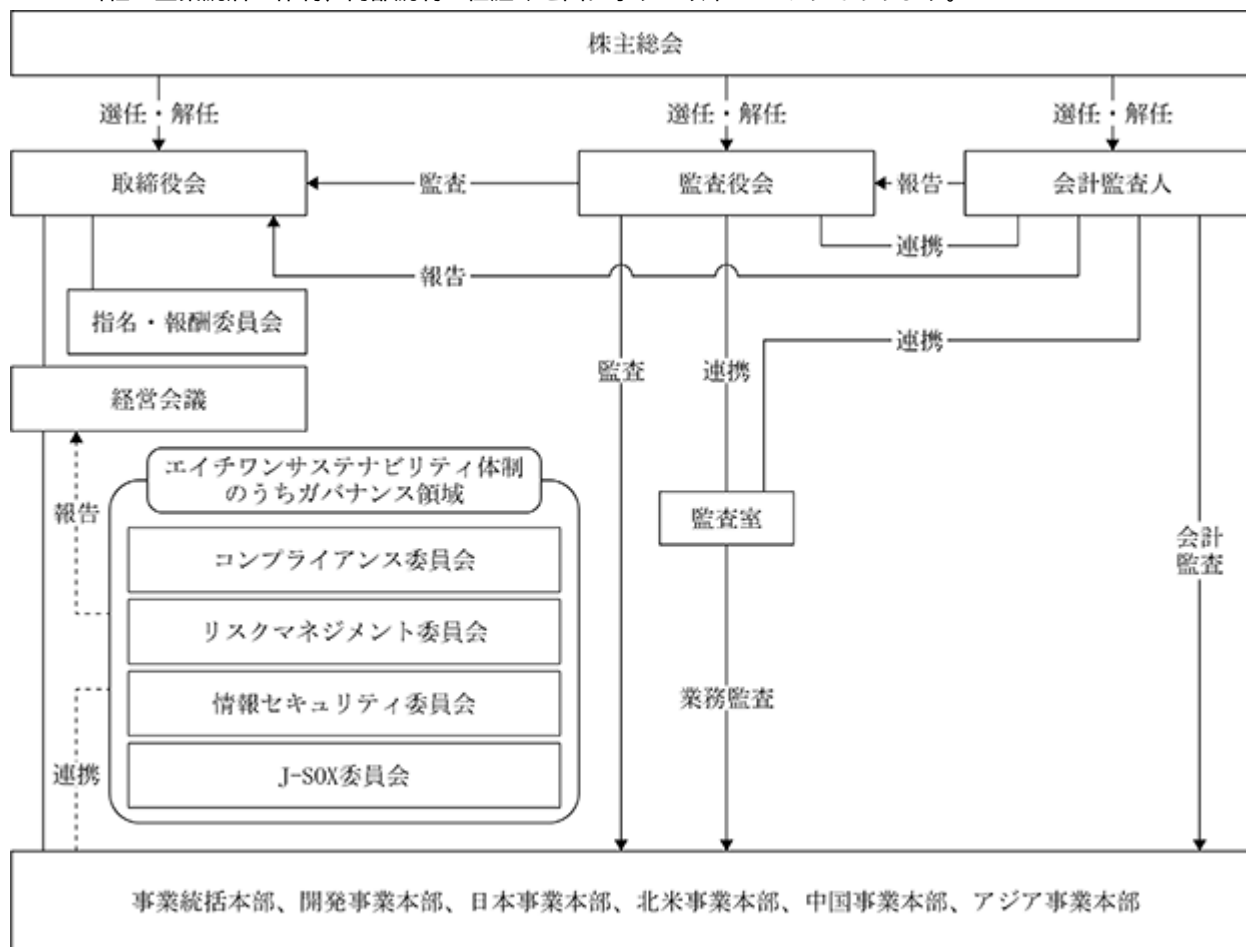 株主総会
選任・解任
選任・解任
選任・解任
取締役会
監査
監査役会
報告
会計監査人
連携
報告
指名・報酬委員会
連携
監査
連携
経営会議
エイチワンサステナビリティ体制
のうちガバナンス領域
報告
監査室
コンプライアンス委員会
会計
監査
リスクマネジメント委員会
情報セキュリティ委員会
業務監査
連携
J-SOX委員会
事業統括本部、開発事業本部、日本事業本部、北米事業本部、中国事業本部、アジア事業本部